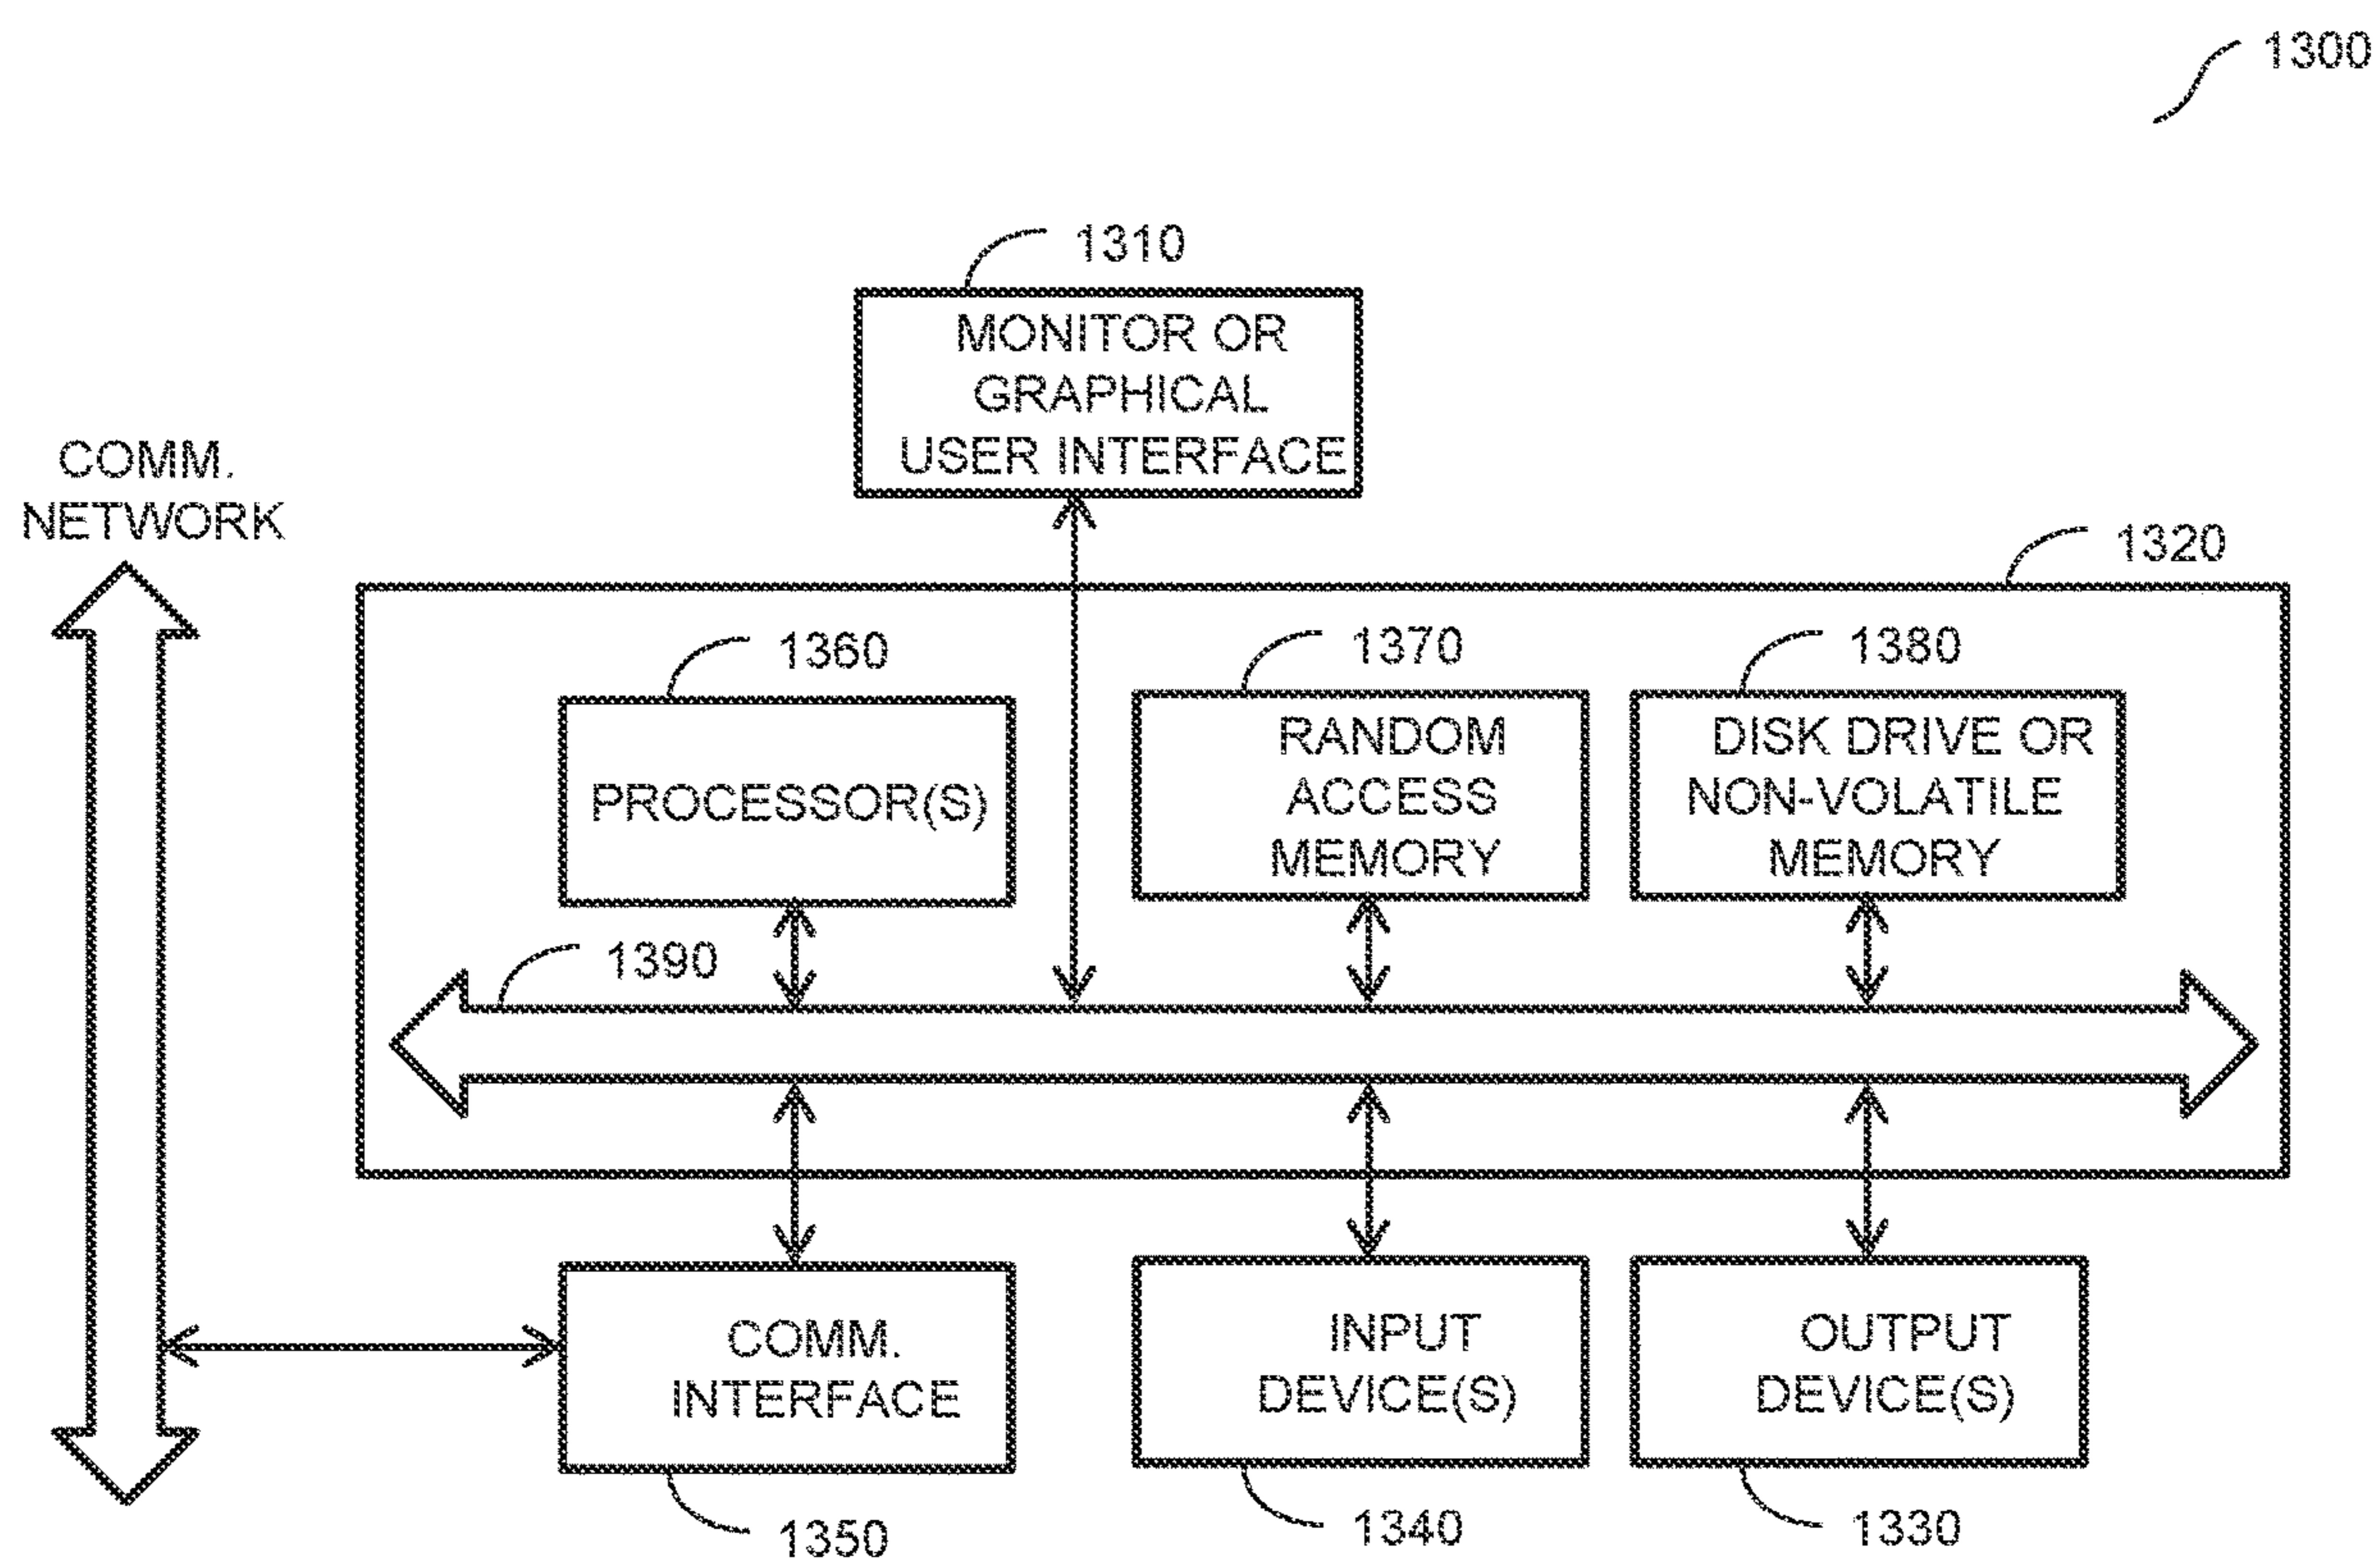 1300
1310
MONITOR OR
GRAPHICAL
USER INTERFACE
COMM.
NETWORK
1320
1360
PROCESSOR(S)
1370
RANDOM
ACCESS
MEMORY
1380
DISK DRIVE OR
NON-VOLATILE
MEMORY
1390
COMM.
INTERFACE
1350
INPUT
DEVICE(S)
1340
OUTPUT
DEVICE(S)
1330